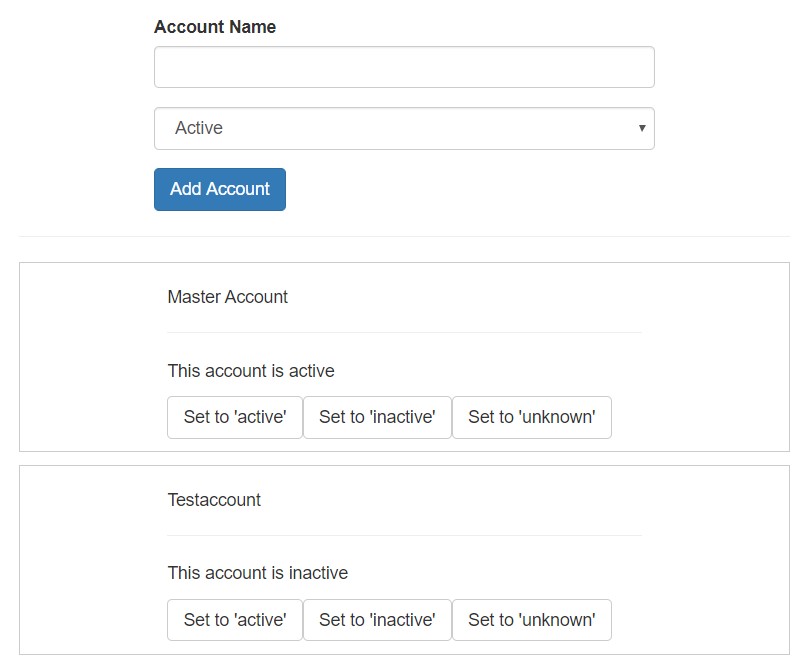 Account Name
Active
Add Account
Master Account
This account is active
Set to 'active' Set to 'inactive' Set to 'unknown'
Testaccount
This account is inactive
Set to 'active' Set to 'inactive' Set to 'unknown'